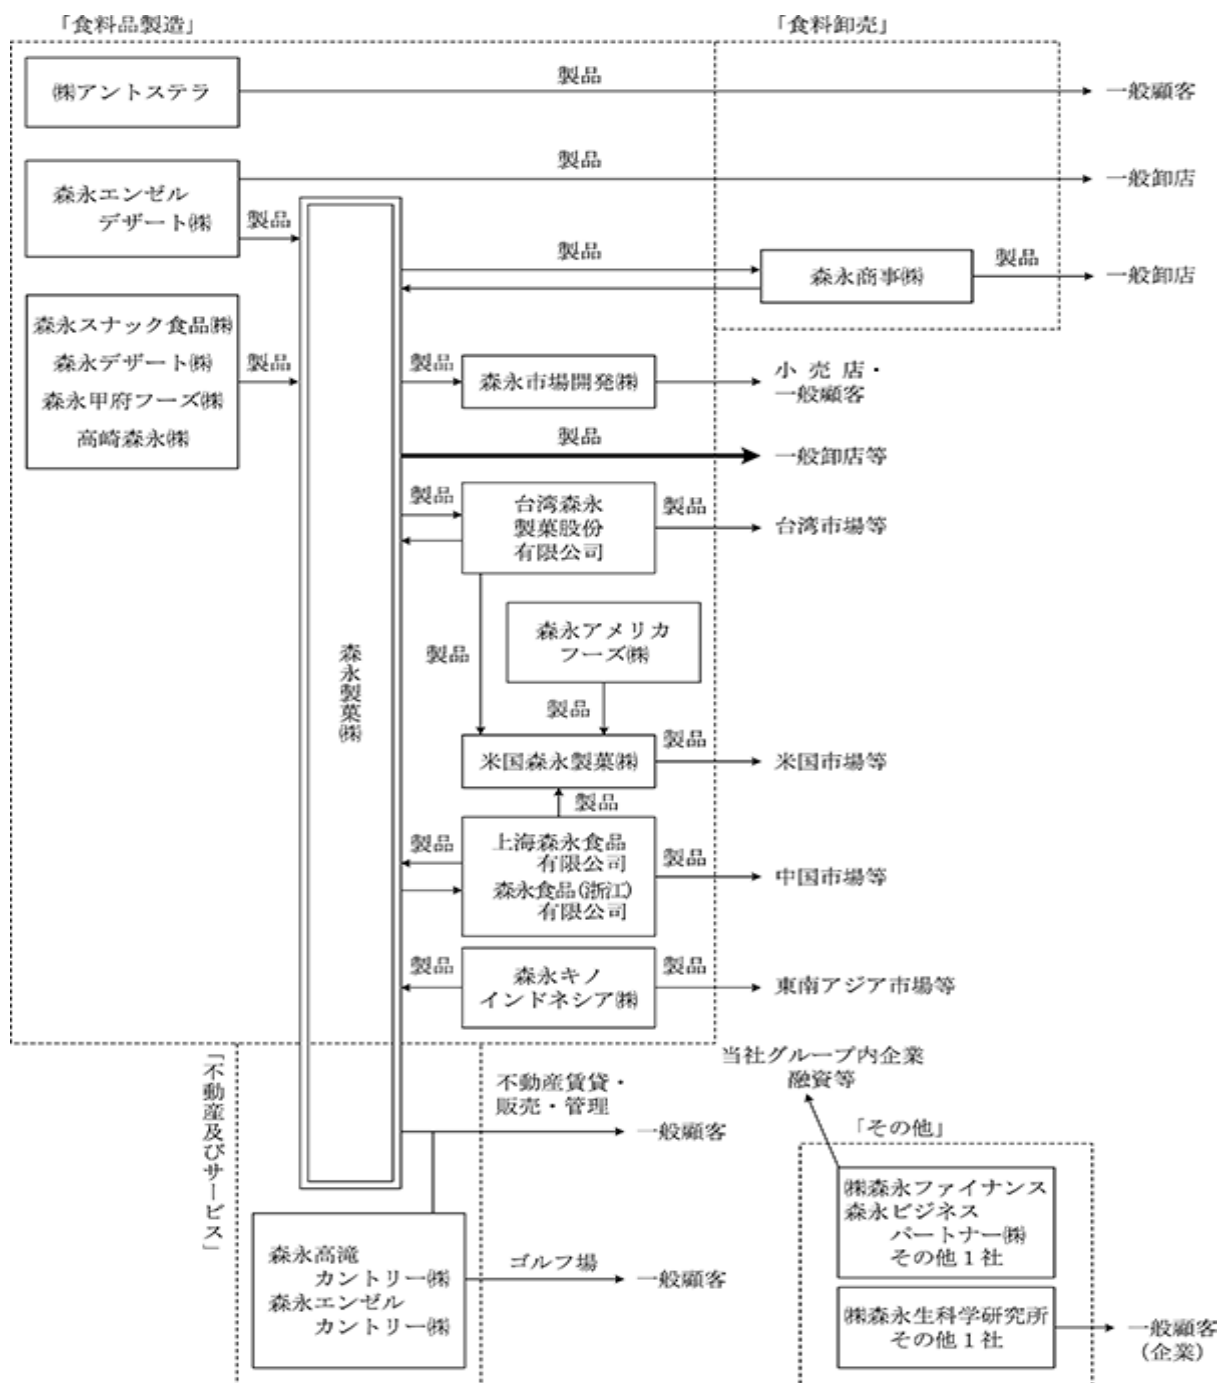 「食料品製造」
「食料卸売」
㈱アントステラ
製品
一般顧客
製品
一般卸店
森永エンゼル
デザート㈱
製品
製品
森永商事㈱
製品
一般卸店
森永スナック食品㈱
森永デザート㈱
森永甲府フーズ㈱
高崎森永㈱
製品
製品
森永市場開発㈱
小売店・
一般顧客
製品
一般卸店等
製品
台湾森永
製菓股份
有限公司
製品
台湾市場等
森永製菓㈱
森永アメリカ
フーズ㈱
製品
製品
米国森永製菓㈱
製品
米国市場等
製品
製品
上海森永食品
有限公司
森永食品(浙江)
有限公司
製品
中国市場等
製品
森永キノ
インドネシア㈱
製品
東南アジア市場等
「不動産及びサービス」
不動産賃貸・
販売・管理
一般顧客
森永高滝
カントリー㈱
森永エンゼル
カントリー㈱
ゴルフ場
一般顧客
当社グループ内企業
融資等
「その他」
㈱森永ファイナンス
森永ビジネス
パートナー㈱
その他1社
㈱森永生科学研究所
その他1社
一般顧客
(企業)